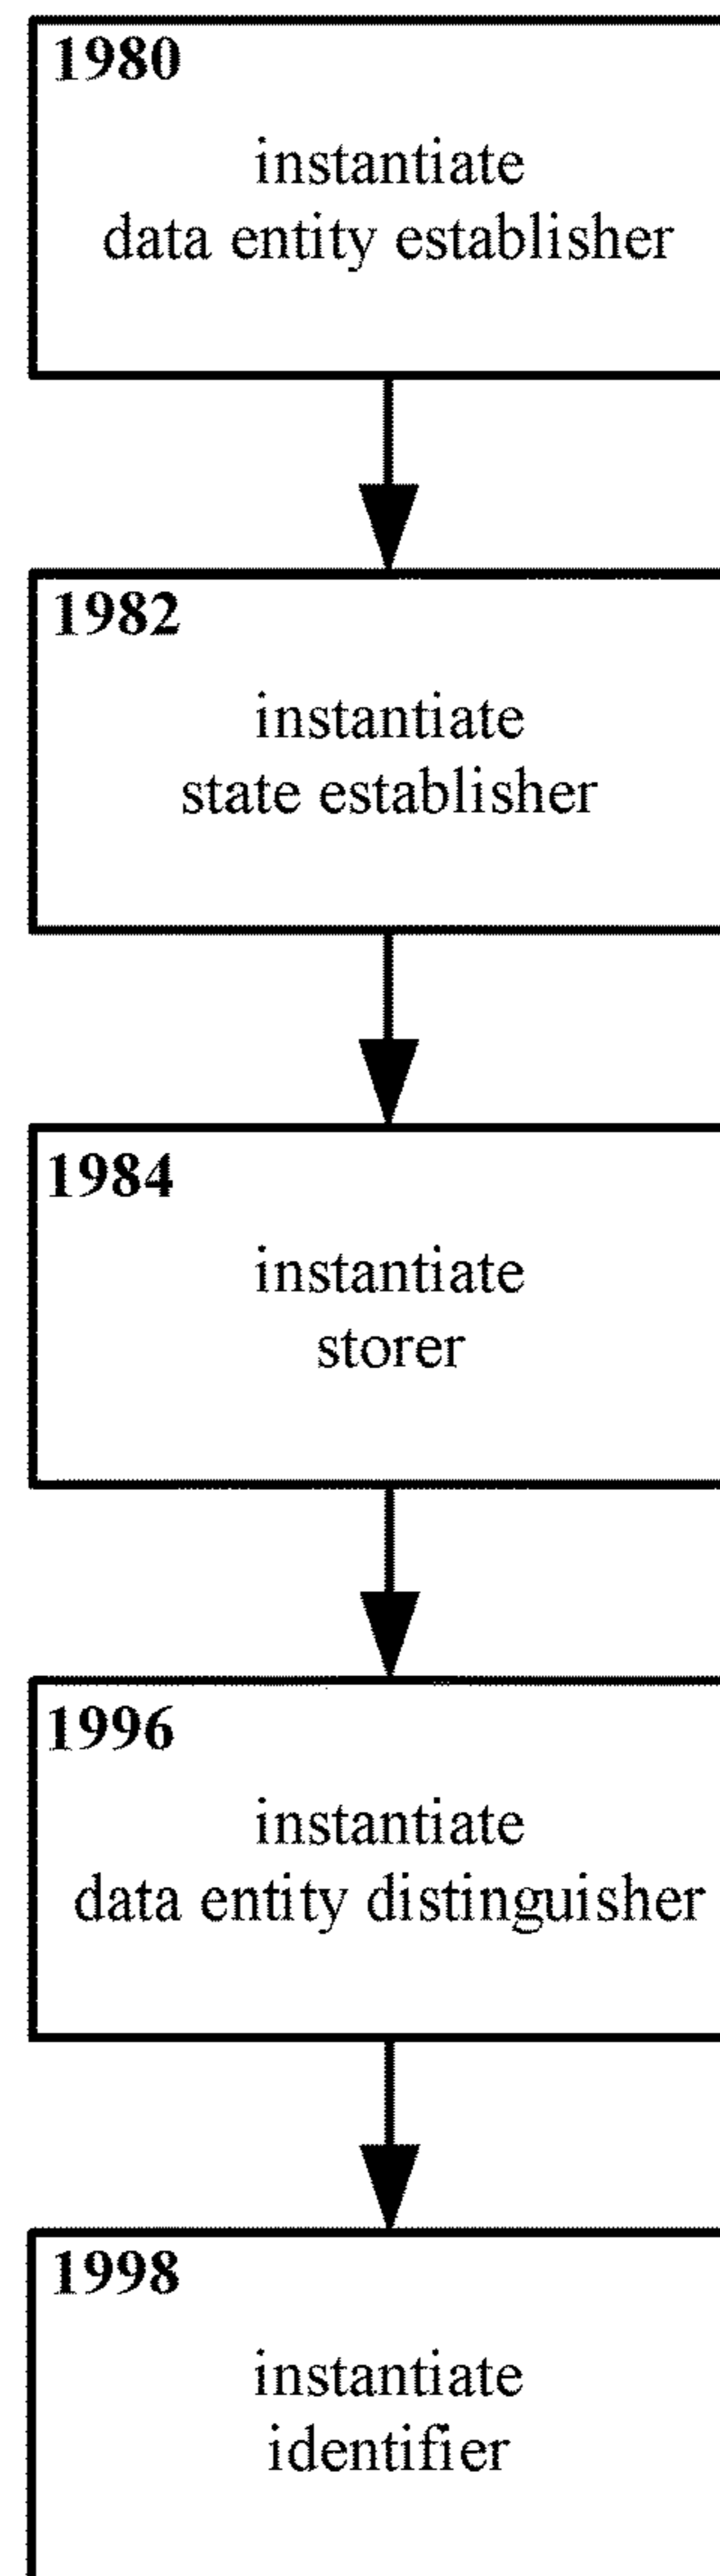 1980
instantiate
data entity establisher
1982
instantiate
state establisher
1984
instantiate
storer
1996
instantiate
data entity distinguisher
1998
instantiate
identifier